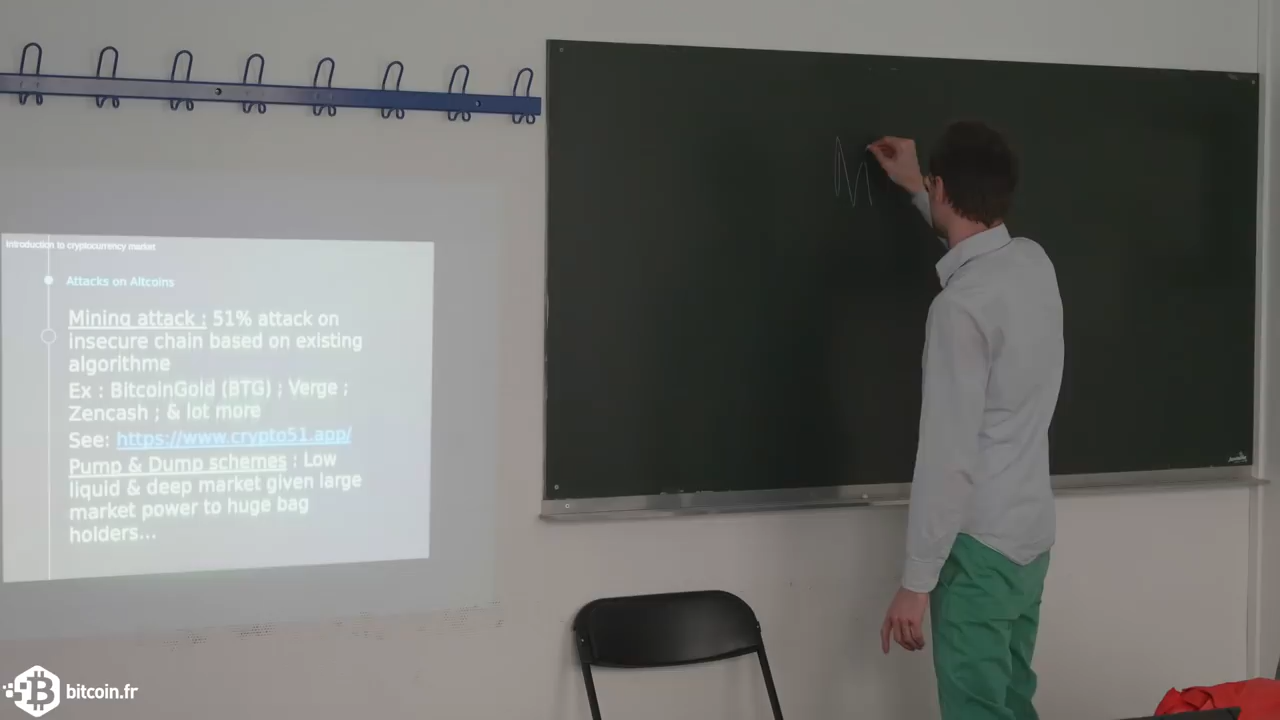 Introduction to cryptocurrency market
Attacks on Altcoins
Mining attack : 51% attack on
insecure chain based on existing
algorithme
Ex : BitcoinGold (BTG) ; Verge ;
Zencash ; & lot more
See: https://www.crypto51.app/
Pump & Dump schemes : Low
liquid & deep market given large
market power to huge bag
holders...
M
bitcoin.fr